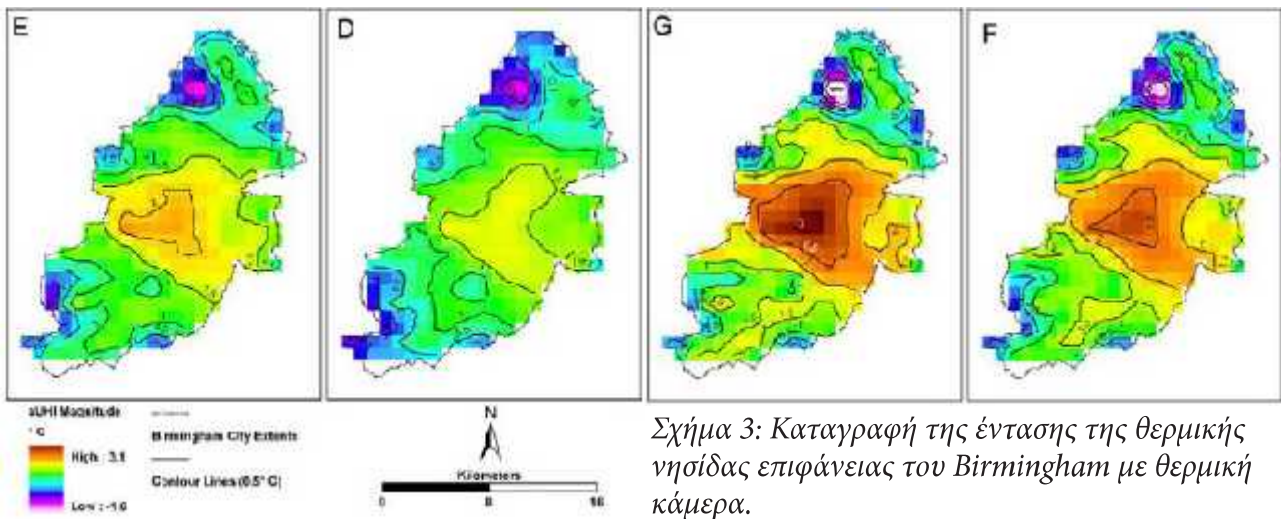 E
D
G
F
sUHI Magnitude
°C
High : 3.1
Low : -1.6
Birmingham City Extents
Contour Lines (0.5° C)
N
Kilometers
0 8 16
Σχήμα 3: Καταγραφή της έντασης της θερμικής
νησίδας επιφάνειας του Birmingham με θερμική
κάμερα.